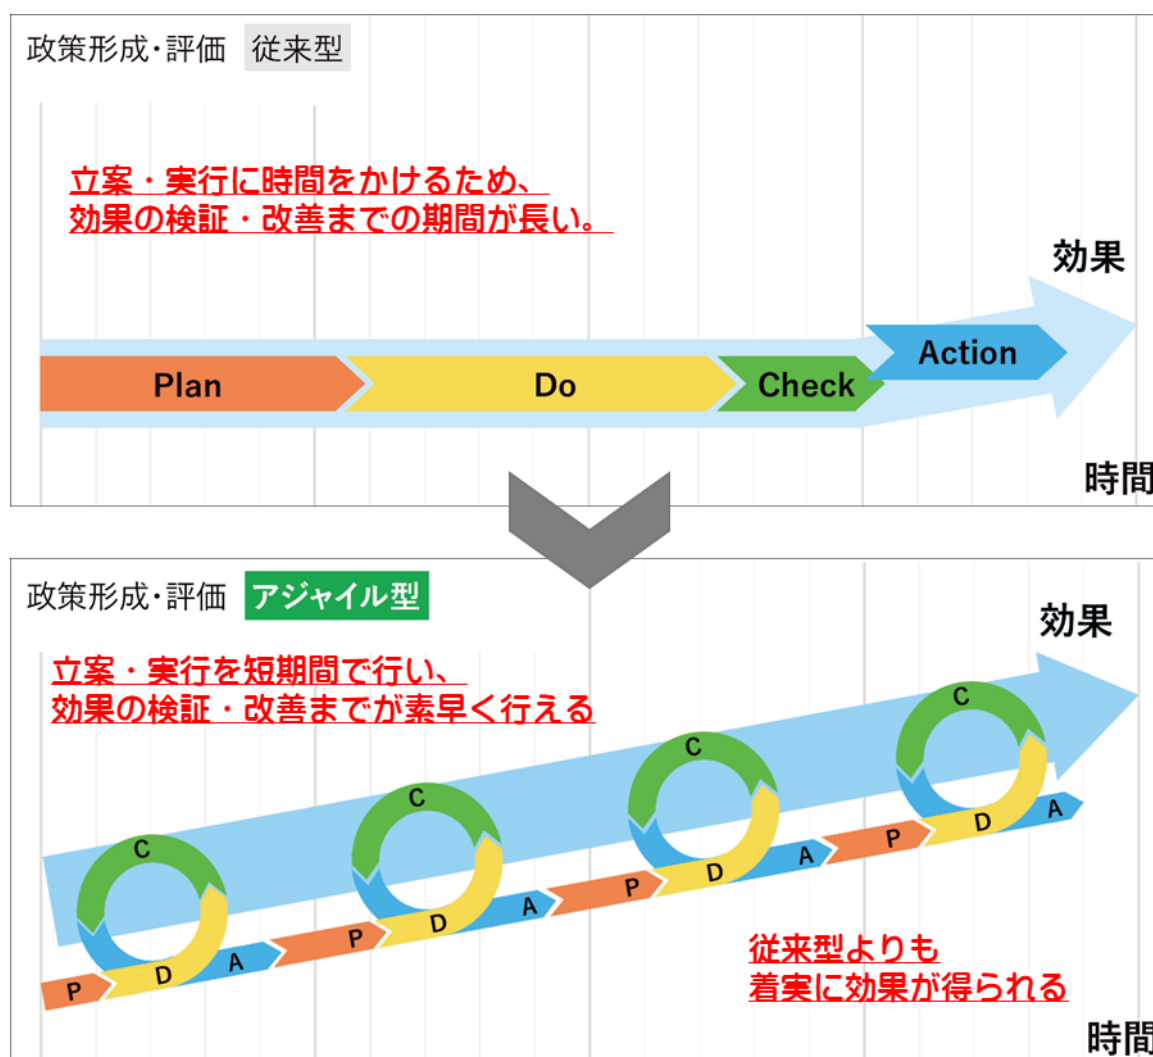 政策形成・評価 従来型
立案・実行に時間をかけるため、
効果の検証・改善までの期間が長い。
効果
Action
Plan
Do
Check
時間
政策形成・評価 アジャイル型
効果
立案・実行を短期間で行い、
効果の検証・改善までが素早く行える
C
C
C
C
P
D
A
P
D
A
P
D
A
P
D
A
従来型よりも
着実に効果が得られる
時間